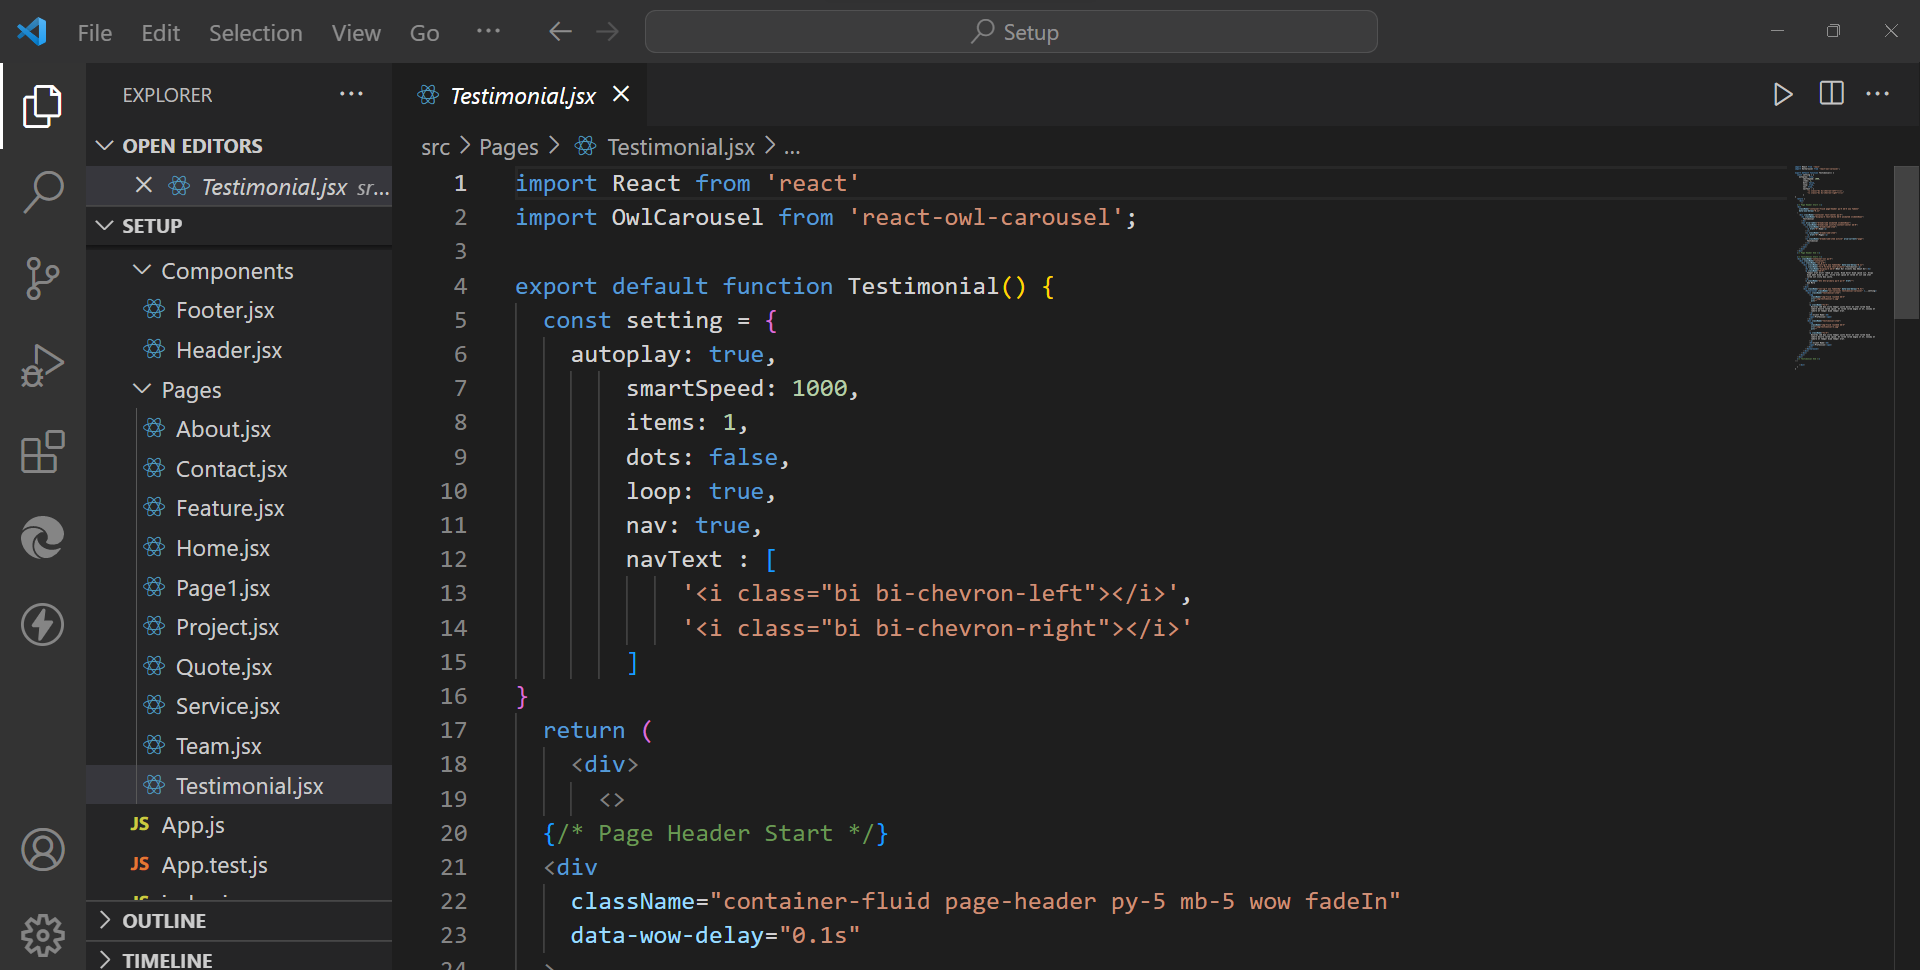 File Edit Selection View Go ··· Setup
EXPLORER ···
OPEN EDITORS
Testimonial.jsx sr...
SETUP
Components
Footer.jsx
Header.jsx
Pages
About.jsx
Contact.jsx
Feature.jsx
Home.jsx
Page1.jsx
Project.jsx
Quote.jsx
Service.jsx
Team.jsx
Testimonial.jsx
JS App.js
JS App.test.js
OUTLINE
TIMELINE
Testimonial.jsx
src > Pages > Testimonial.jsx > ...
1 import React from 'react'
2 import OwlCarousel from 'react-owl-carousel';
3
4 export default function Testimonial() {
5 const setting = {
6 autoplay: true,
7 smartSpeed: 1000,
8 items: 1,
9 dots: false,
10 loop: true,
11 nav: true,
12 navText : [
13 '<i class="bi bi-chevron-left"></i>',
14 '<i class="bi bi-chevron-right"></i>'
15 ]
16 }
17 return (
18 <div>
19 <>
20 {/* Page Header Start */}
21 <div
22 className="container-fluid page-header py-5 mb-5 wow fadeIn"
23 data-wow-delay="0.1s"
24 >